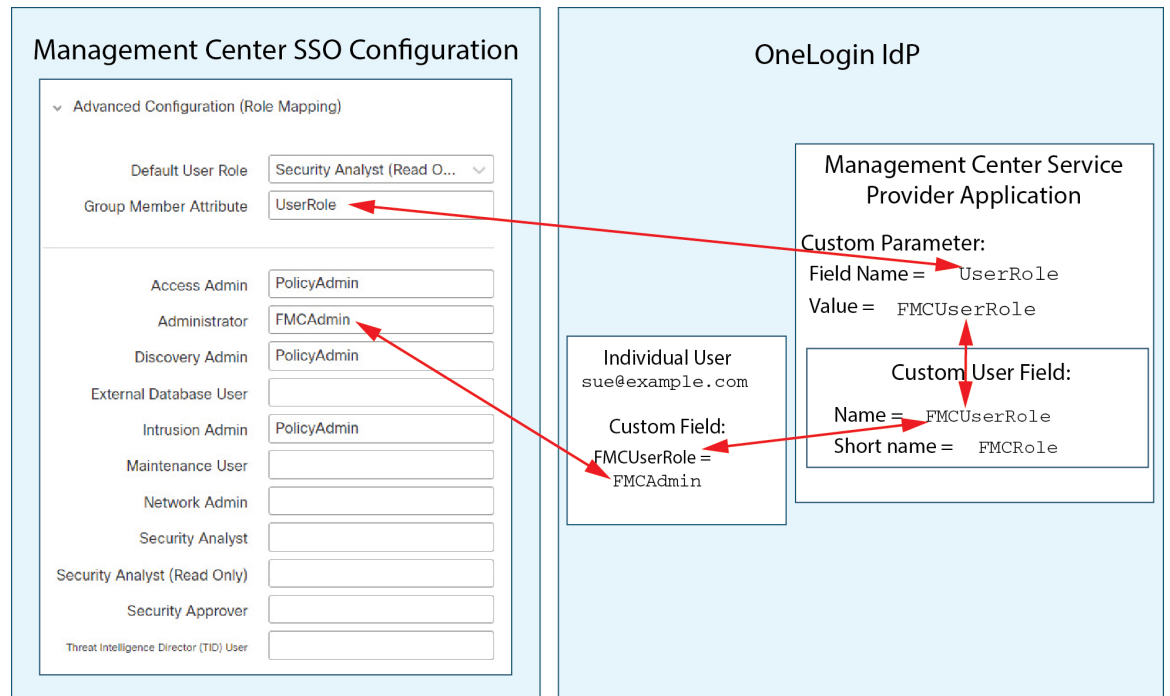 Management Center SSO Configuration
Advanced Configuration (Role Mapping)
Default User Role Security Analyst (Read O...
Group Member Attribute UserRole
Access Admin PolicyAdmin
Administrator FMCAdmin
Discovery Admin PolicyAdmin
External Database User
Intrusion Admin PolicyAdmin
Maintenance User
Network Admin
Security Analyst
Security Analyst (Read Only)
Security Approver
Threat Intelligence Director (TID) User
OneLogin IdP
Individual User
sue@example.com
Custom Field:
FMCUserRole =
FMCAdmin
Management Center Service
Provider Application
Custom Parameter:
Field Name = UserRole
Value = FMCUserRole
Custom User Field:
Name = FMCUserRole
Short name = FMCRole